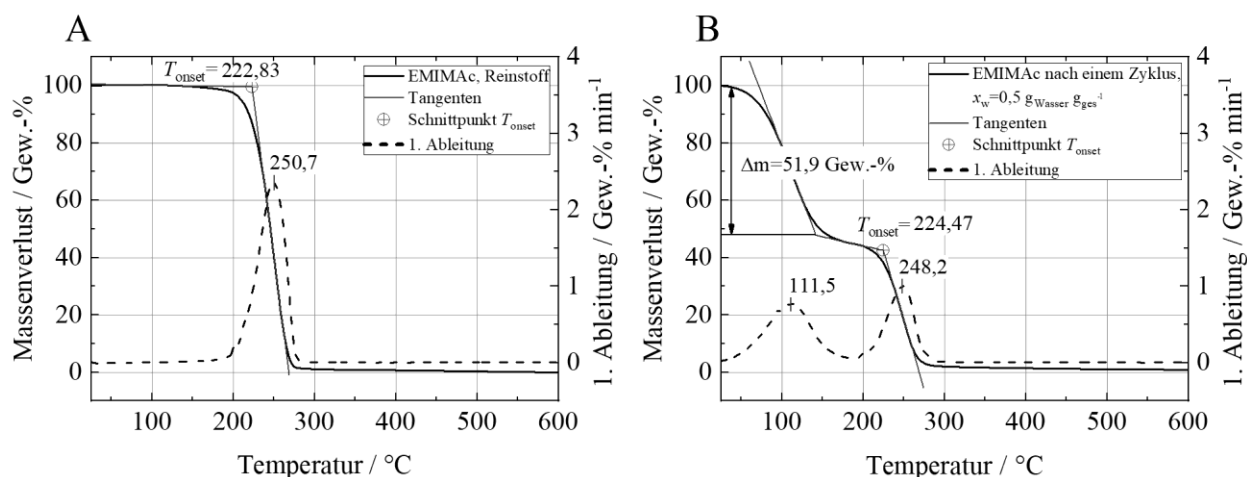 A
Massenverlust / Gew.-%
100
80
60
40
20
0
T_onset = 222,83
250,7
EMIMAc, Reinstoff
Tangenten
Schnittpunkt T_onset
1. Ableitung
4
3
2
1
0
1. Ableitung / Gew.-% min⁻¹
100 200 300 400 500 600
Temperatur / °C
B
Massenverlust / Gew.-%
100
80
60
40
20
0
Δm=51,9 Gew.-%
T_onset = 224,47
111,5
248,2
EMIMAc nach einem Zyklus,
x_w=0,5 g_Wasser g_ges⁻¹
Tangenten
Schnittpunkt T_onset
1. Ableitung
4
3
2
1
0
1. Ableitung / Gew.-% min⁻¹
100 200 300 400 500 600
Temperatur / °C